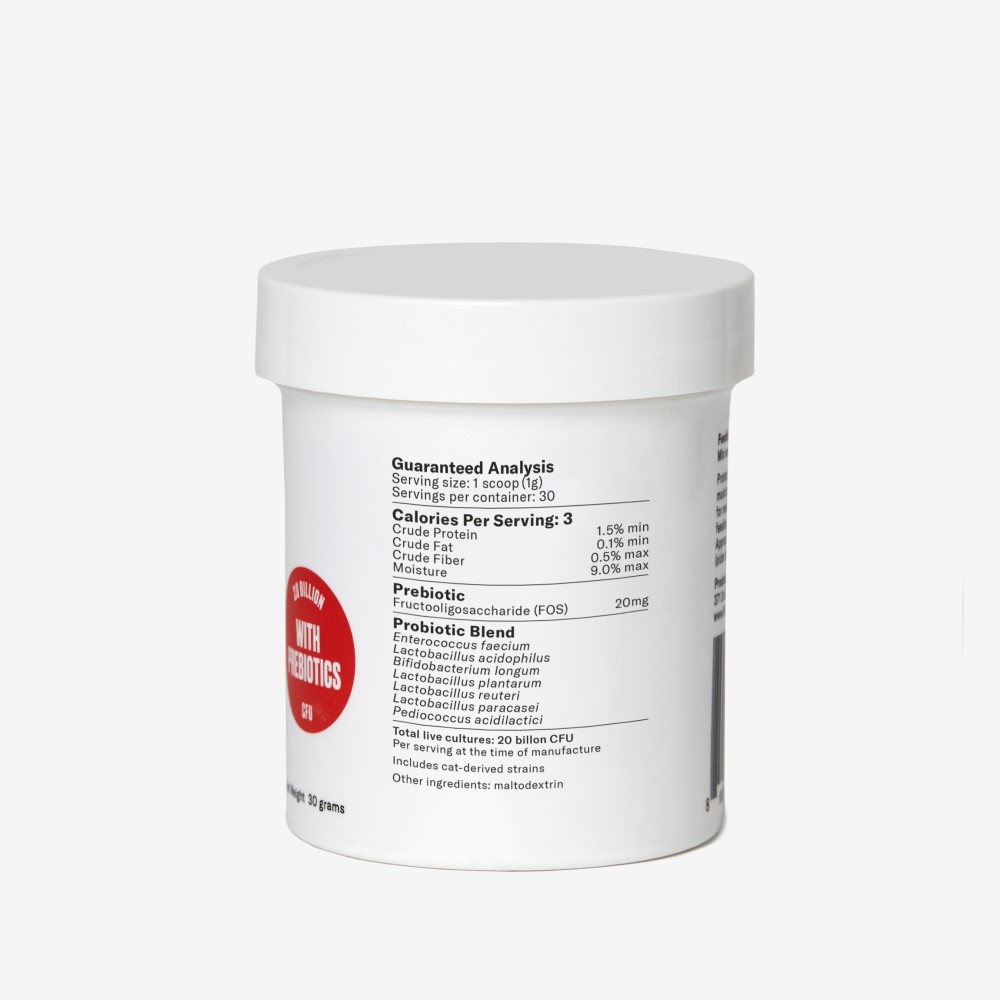 Guaranteed Analysis
Serving size: 1 scoop (1g)
Servings per container: 30
Calories Per Serving: 3
Crude Protein 1.5% min
Crude Fat 0.1% min
Crude Fiber 0.5% max
Moisture 9.0% max
Prebiotic
Fructooligosaccharide (FOS) 20mg
Probiotic Blend
Enterococcus faecium
Lactobacillus acidophilus
Bifidobacterium longum
Lactobacillus plantarum
Lactobacillus reuteri
Lactobacillus paracasei
Pediococcus acidilactici
Total live cultures: 20 billon CFU
Per serving at the time of manufacture
Includes cat-derived strains
Other ingredients: maltodextrin
20 BILLION
WITH
PREBIOTICS
CFU
30 grams
8